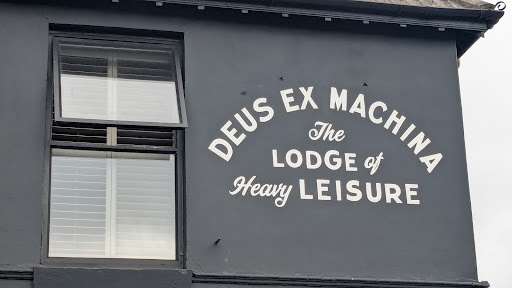 DEUS EX MACHINA
The
LODGE of
Heavy LEISURE